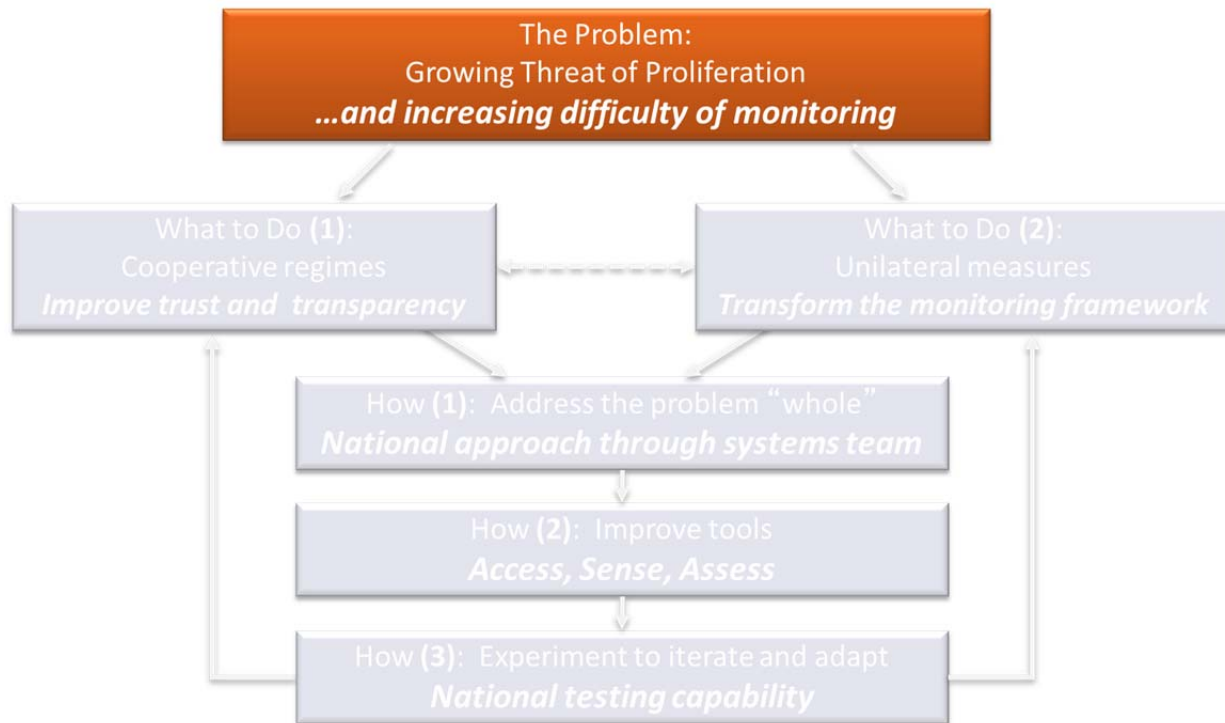 The Problem:
Growing Threat of Proliferation
...and increasing difficulty of monitoring
What to Do (1):
Cooperative regimes
Improve trust and transparency
What to Do (2):
Unilateral measures
Transform the monitoring framework
How (1): Address the problem “whole”
National approach through systems team
How (2): Improve tools
Access, Sense, Assess
How (3): Experiment to iterate and adapt
National testing capability